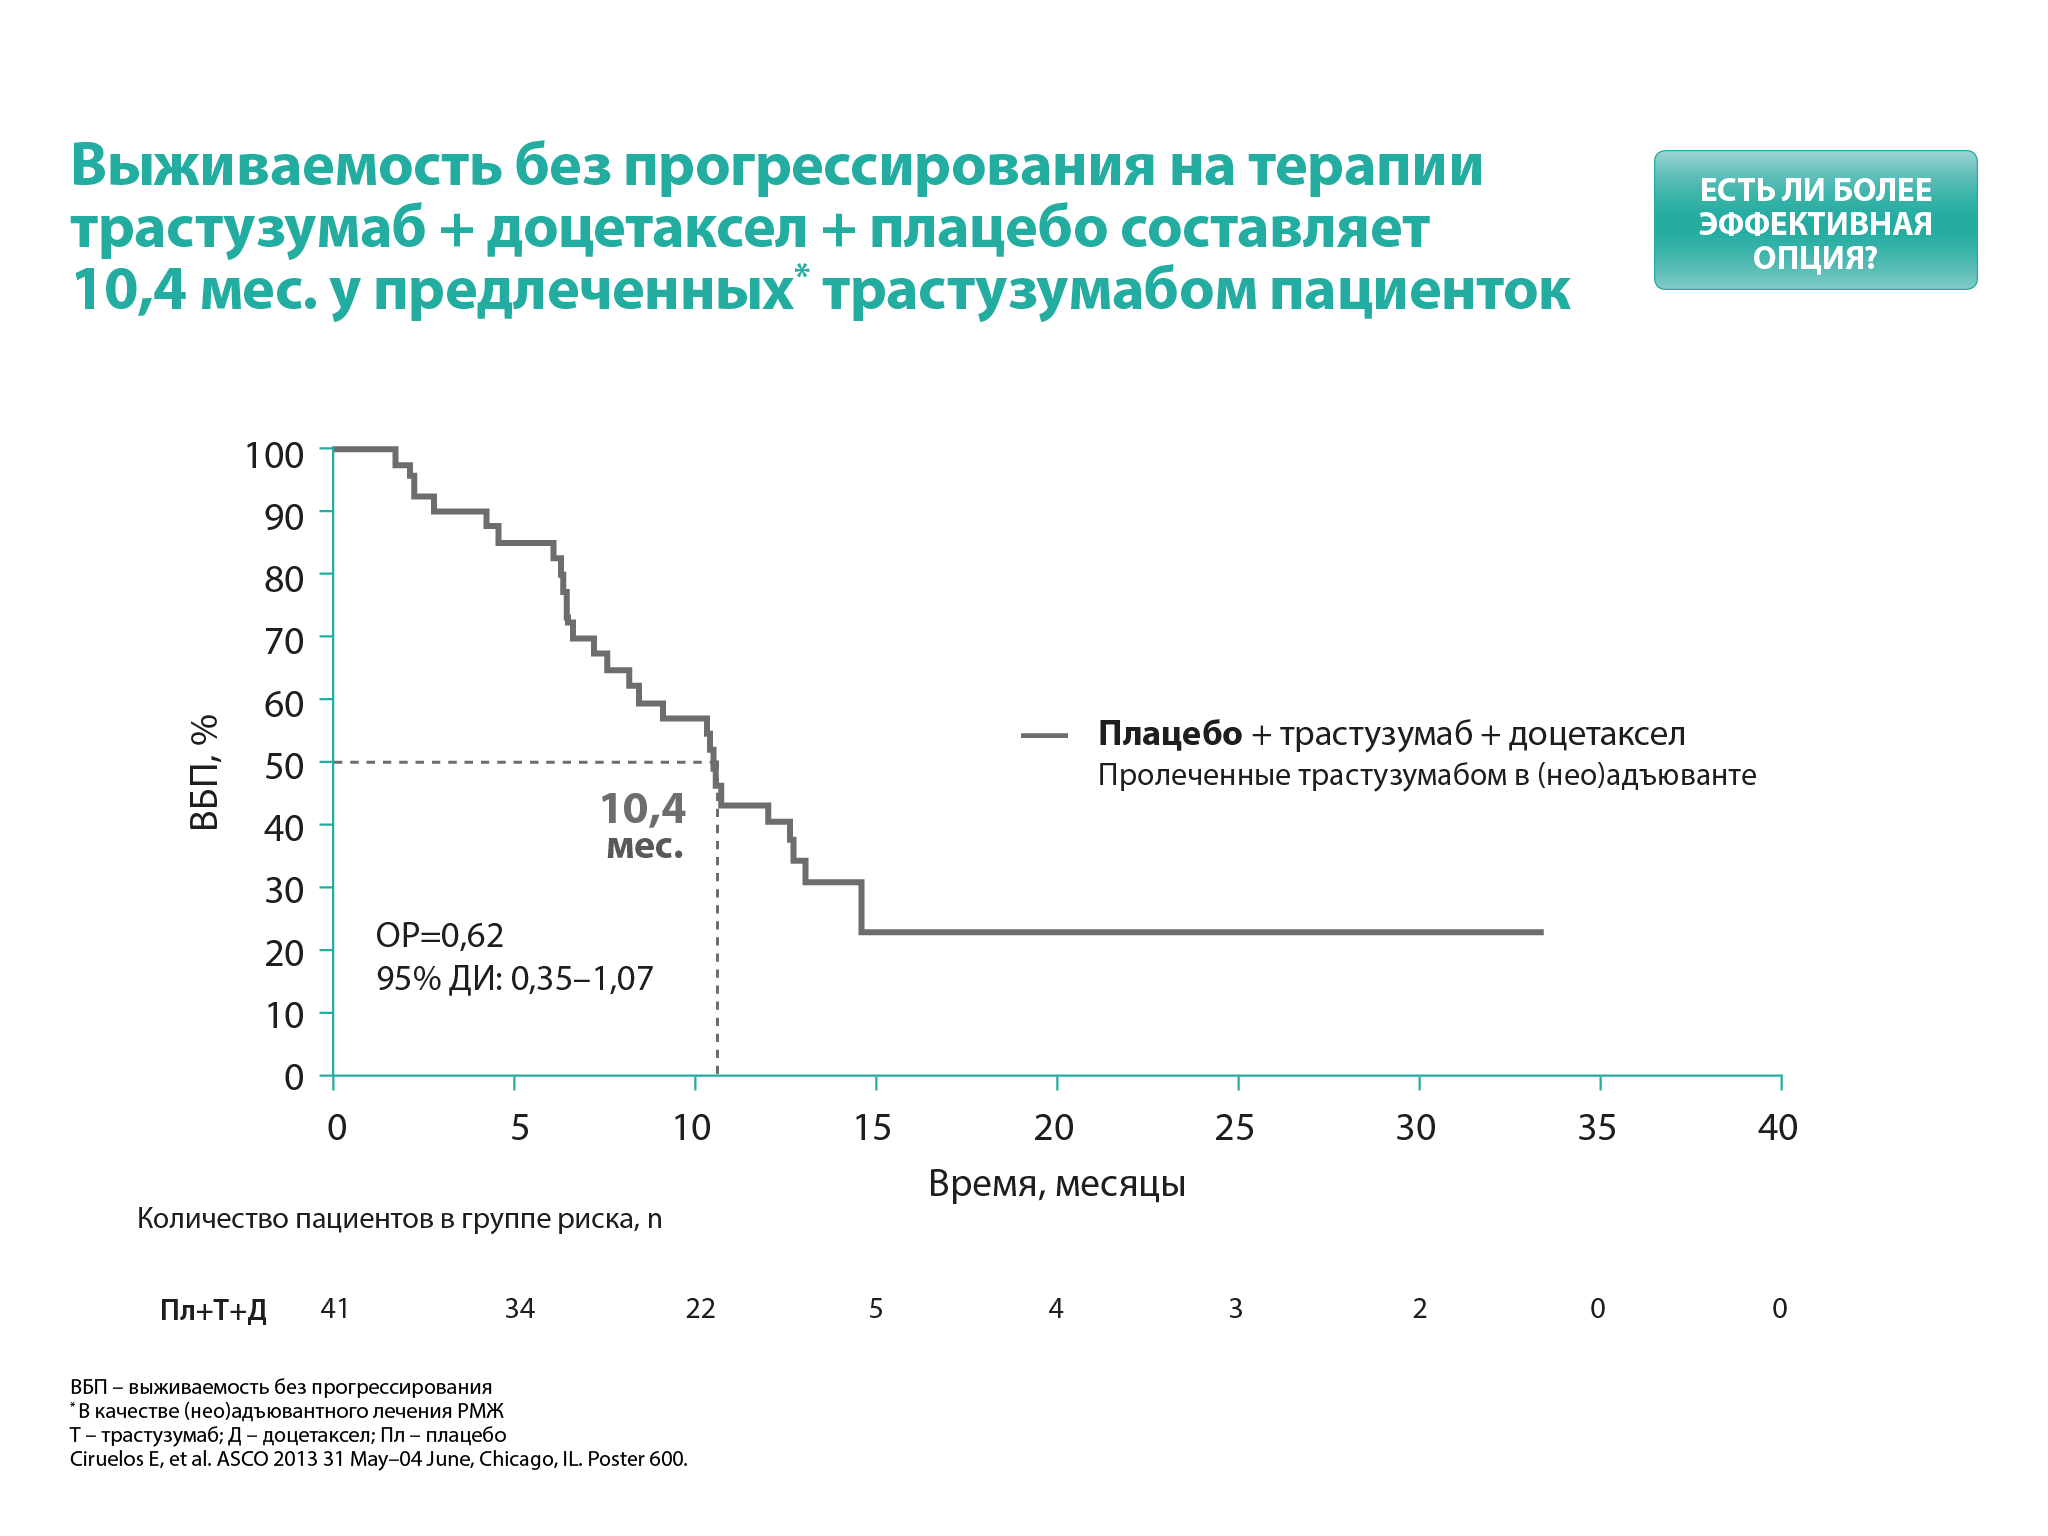 Выживаемость без прогрессирования на терапии
трастузумаб + доцетаксел + плацебо составляет
10,4 мес. у предлеченных* трастузумабом пациенток
ЕСТЬ ЛИ БОЛЕЕ
ЭФФЕКТИВНАЯ
ОПЦИЯ?
ВБП, %
100
90
80
70
60
50
40
30
20
10
0
10,4
мес.
ОР=0,62
95% ДИ: 0,35–1,07
Плацебо + трастузумаб + доцетаксел
Пролеченные трастузумабом в (нео)адъюванте
0 5 10 15 20 25 30 35 40
Время, месяцы
Количество пациентов в группе риска, n
Пл+Т+Д 41 34 22 5 4 3 2 0 0
ВБП – выживаемость без прогрессирования
* В качестве (нео)адъювантного лечения РМЖ
Т – трастузумаб; Д – доцетаксел; Пл – плацебо
Ciruelos E, et al. ASCO 2013 31 May–04 June, Chicago, IL. Poster 600.